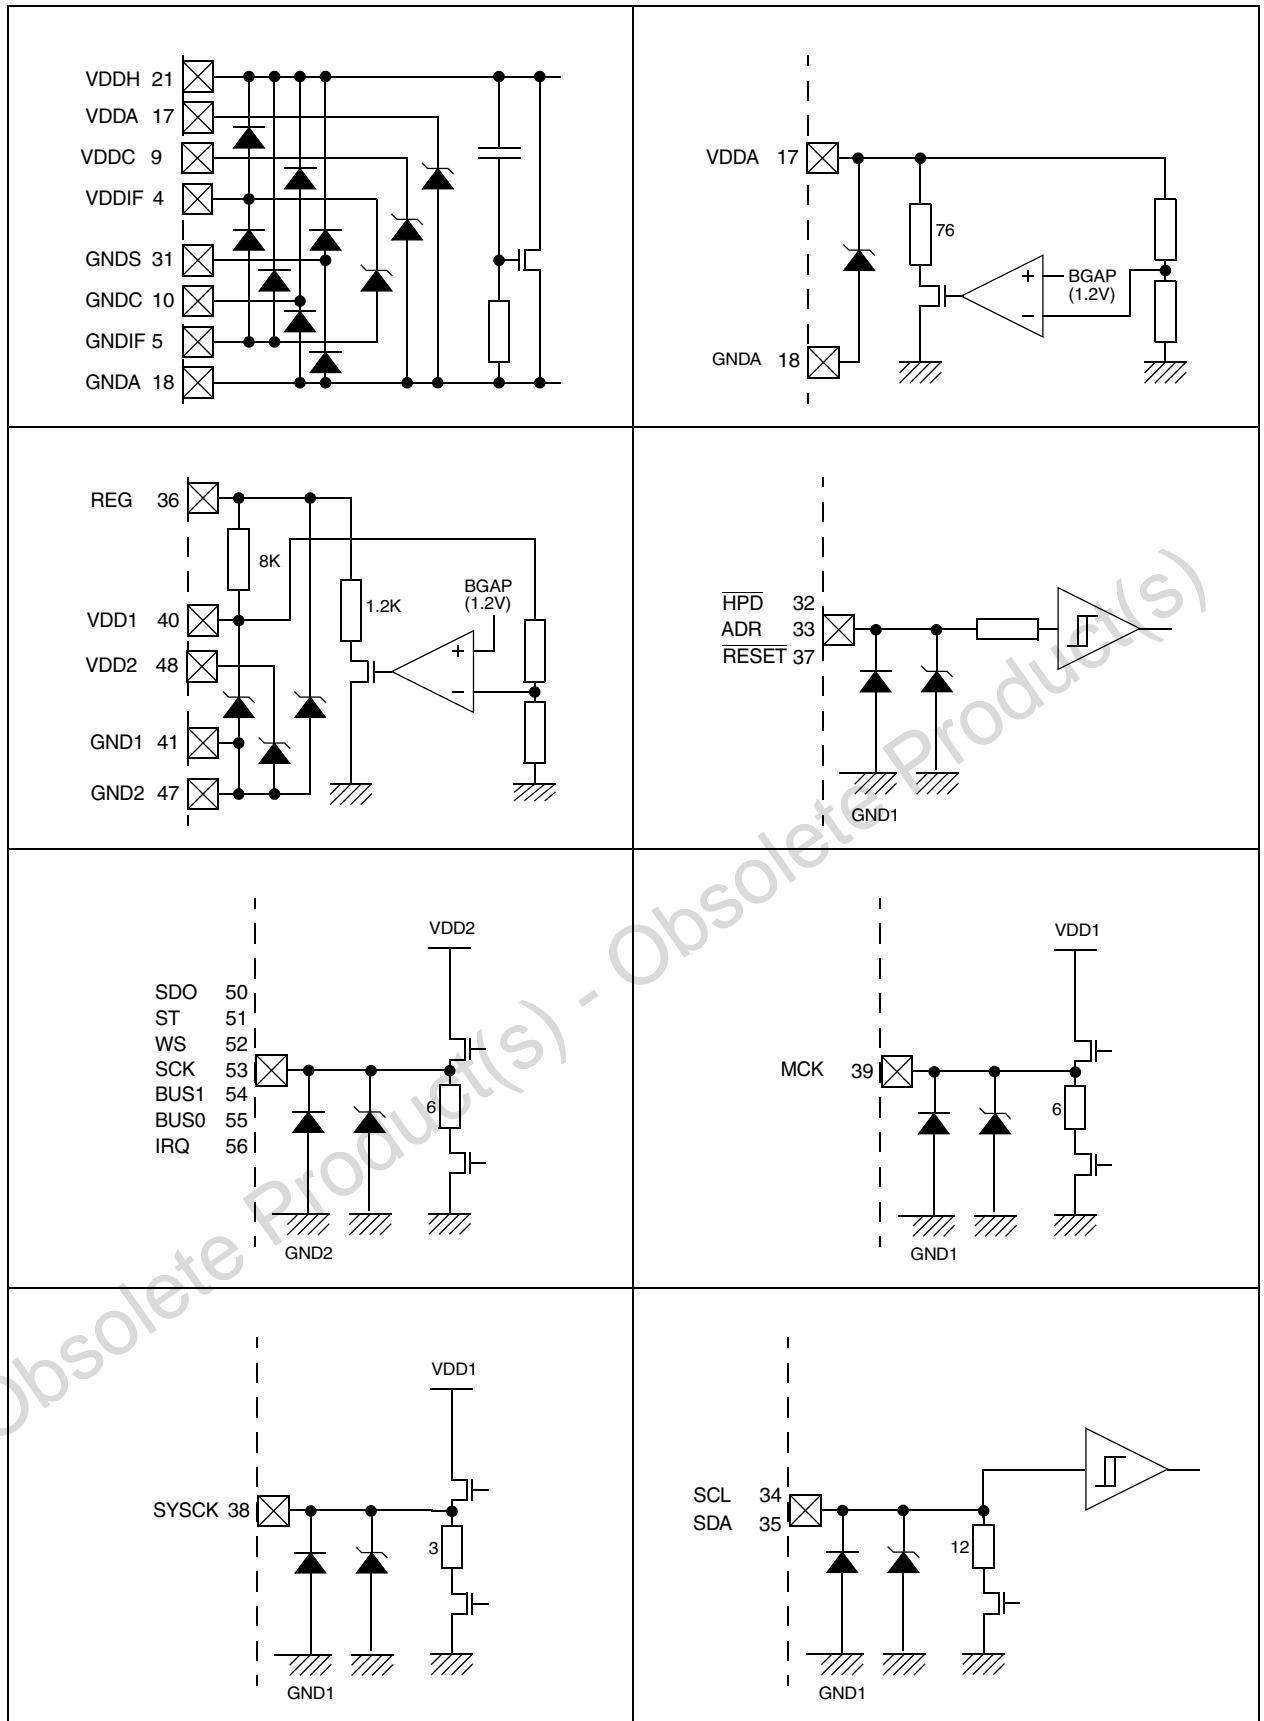 VDDH 21
VDDA 17
VDDC 9
VDDIF 4
GNDS 31
GNDC 10
GNDIF 5
GNDA 18
VDDA 17
76
BGAP
(1.2V)
+
−
GNDA 18
REG 36
8K
1.2K
BGAP
(1.2V)
+
−
VDD1 40
VDD2 48
GND1 41
GND2 47
HPD 32
ADR 33
RESET 37
GND1
VDD2
SDO 50
ST 51
WS 52
SCK 53
BUS1 54
BUS0 55
IRQ 56
6
GND2
VDD1
MCK 39
6
GND1
VDD1
SYSCK 38
3
GND1
SCL 34
SDA 35
12
GND1
Obsolete Product(s) - Obsolete Product(s)